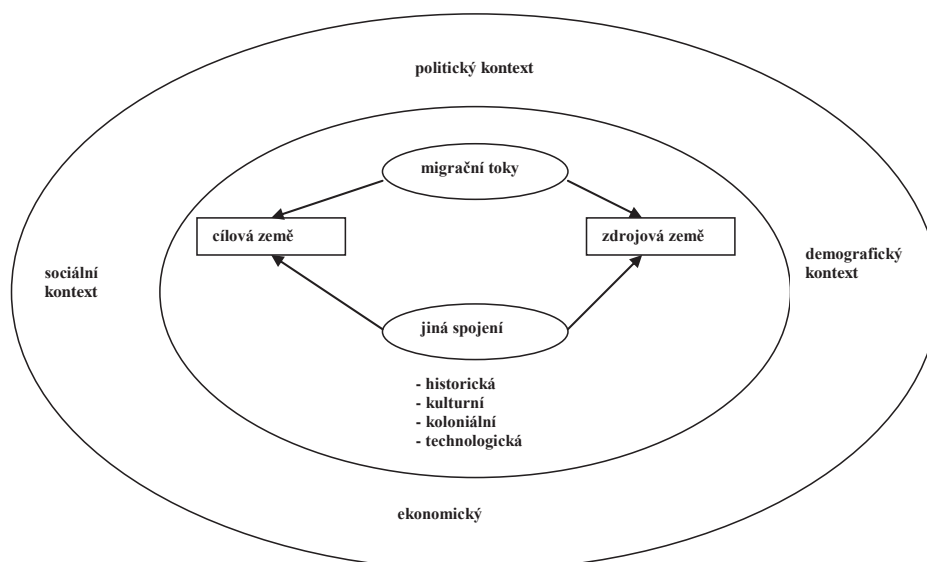 politický kontext
migrační toky
cílová země
zdrojová země
sociální
kontext
demografický
kontext
jiná spojení
- historická
- kulturní
- koloniální
- technologická
ekonomický